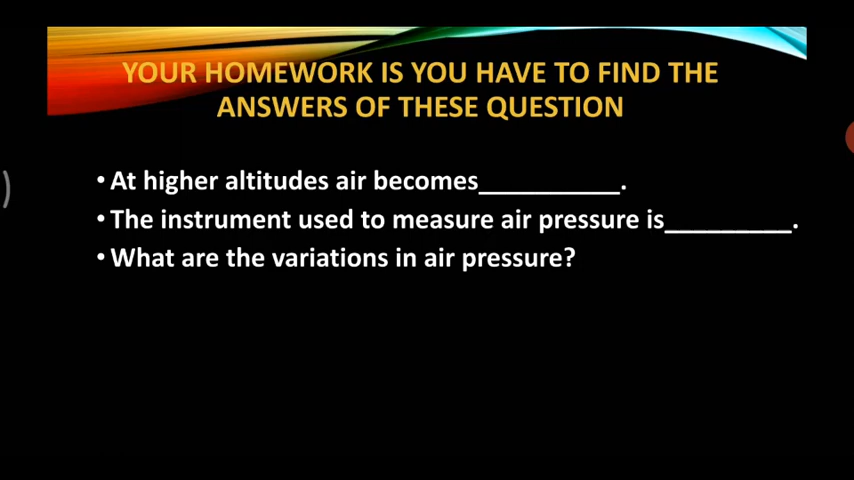 YOUR HOMEWORK IS YOU HAVE TO FIND THE
ANSWERS OF THESE QUESTION
• At higher altitudes air becomes__________.
• The instrument used to measure air pressure is_________.
• What are the variations in air pressure?